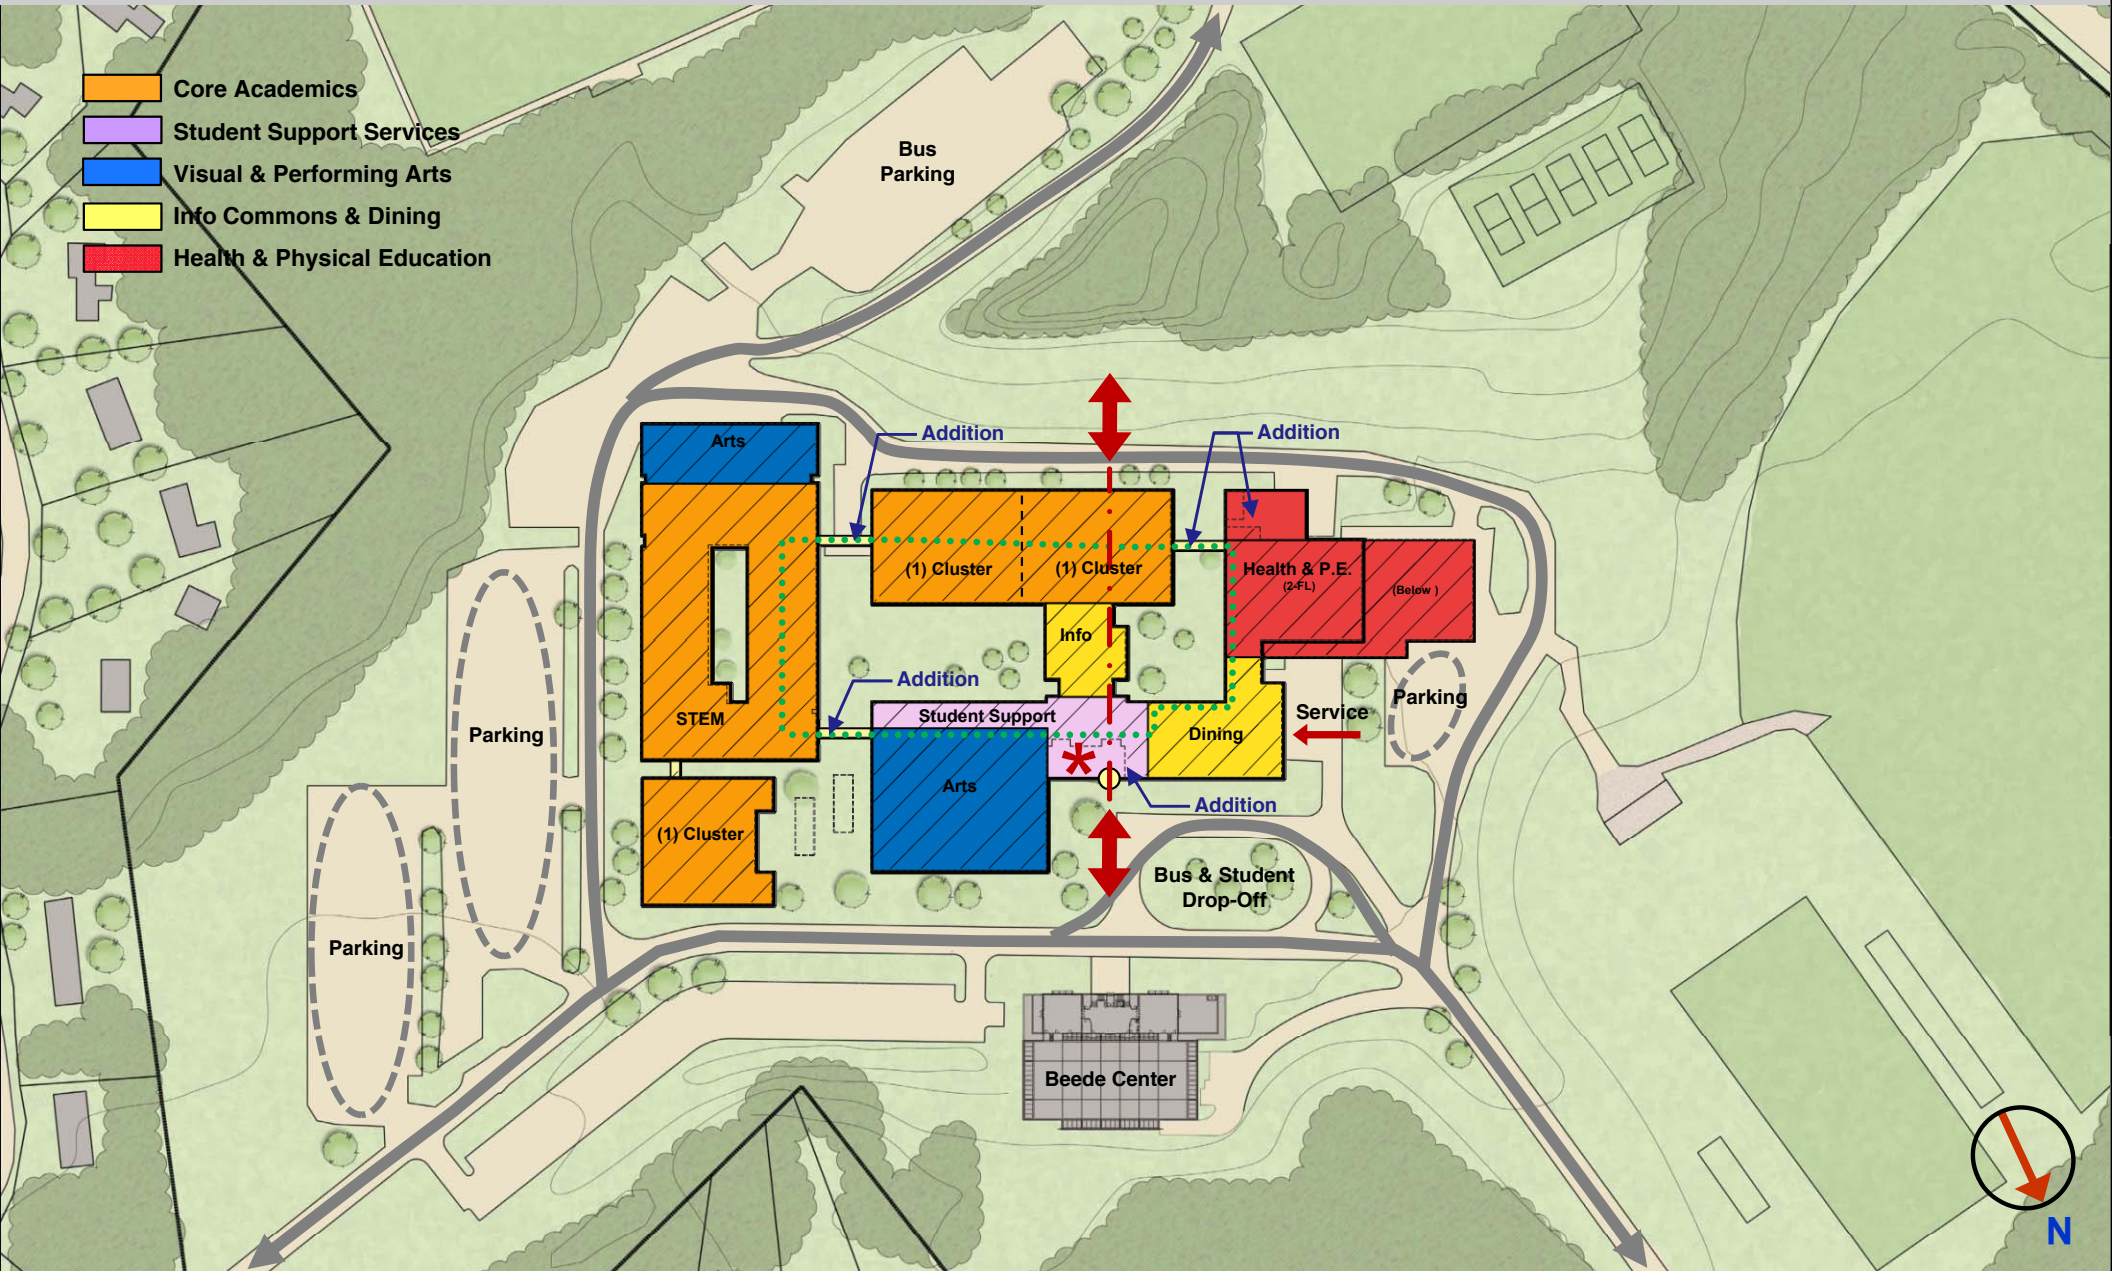 Core Academics
Student Support Services
Visual & Performing Arts
Info Commons & Dining
Health & Physical Education
Bus
Parking
Arts
Addition
Addition
(1) Cluster
(1) Cluster
Health & P.E.
(2-FL)
(Below )
Info
Addition
STEM
Student Support
Parking
Parking
Service
Dining
Arts
Addition
(1) Cluster
Bus & Student
Drop-Off
Parking
Beede Center
N